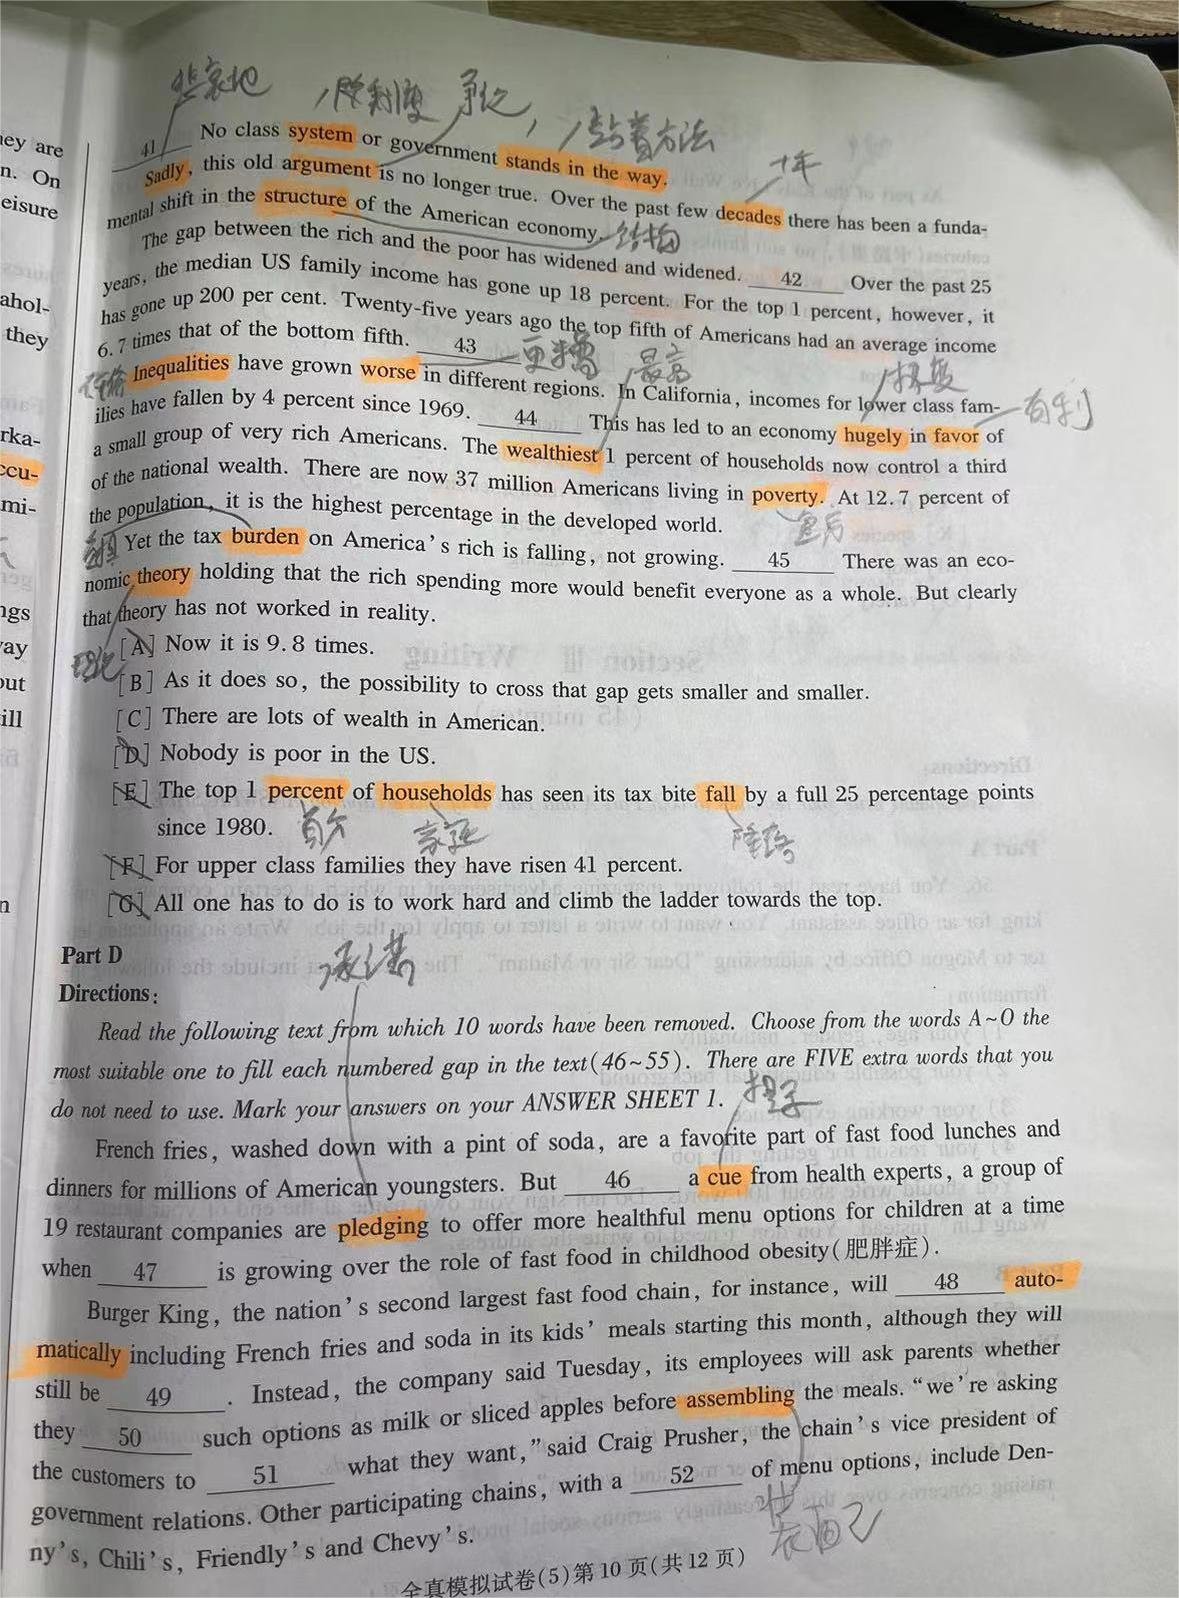 悲哀地 阶制度 争论, 站着方法
ney are
n. On
eisure
ahol-
they
rka-
ccu-
mi-
ngs
ay
out
ill
n
41 No class system or government stands in the way.
Sadly, this old argument is no longer true. Over the past few decades there has been a funda-
十年
mental shift in the structure of the American economy.
结构
The gap between the rich and the poor has widened and widened. 42 Over the past 25
years, the median US family income has gone up 18 percent. For the top 1 percent, however, it
has gone up 200 per cent. Twenty-five years ago the top fifth of Americans had an average income
6.7 times that of the bottom fifth. 43
更糟 最高
Inequalities have grown worse in different regions. In California, incomes for lower class fam-
有利
ilies have fallen by 4 percent since 1969. 44 This has led to an economy hugely in favor of
a small group of very rich Americans. The wealthiest 1 percent of households now control a third
of the national wealth. There are now 37 million Americans living in poverty. At 12.7 percent of
the population, it is the highest percentage in the developed world.
Yet the tax burden on America's rich is falling, not growing. 45 There was an eco-
nomic theory holding that the rich spending more would benefit everyone as a whole. But clearly
that theory has not worked in reality.
理论
[A] Now it is 9.8 times.
[B] As it does so, the possibility to cross that gap gets smaller and smaller.
[C] There are lots of wealth in American.
[D] Nobody is poor in the US.
[E] The top 1 percent of households has seen its tax bite fall by a full 25 percentage points
since 1980.
百分 家庭 降落
[F] For upper class families they have risen 41 percent.
[G] All one has to do is to work hard and climb the ladder towards the top.
Part D
承诺
Directions:
Read the following text from which 10 words have been removed. Choose from the words A~O the
most suitable one to fill each numbered gap in the text(46~55). There are FIVE extra words that you
do not need to use. Mark your answers on your ANSWER SHEET 1.
提示
French fries, washed down with a pint of soda, are a favorite part of fast food lunches and
dinners for millions of American youngsters. But 46 a cue from health experts, a group of
19 restaurant companies are pledging to offer more healthful menu options for children at a time
when 47 is growing over the role of fast food in childhood obesity(肥胖症).
Burger King, the nation's second largest fast food chain, for instance, will 48 auto-
matically including French fries and soda in its kids' meals starting this month, although they will
still be 49 . Instead, the company said Tuesday, its employees will ask parents whether
they 50 such options as milk or sliced apples before assembling the meals. "we're asking
the customers to 51 what they want," said Craig Prusher, the chain's vice president of
government relations. Other participating chains, with a 52 of menu options, include Den-
ny's, Chili's, Friendly's and Chevy's.
全真模拟试卷(5)第10页(共12页)